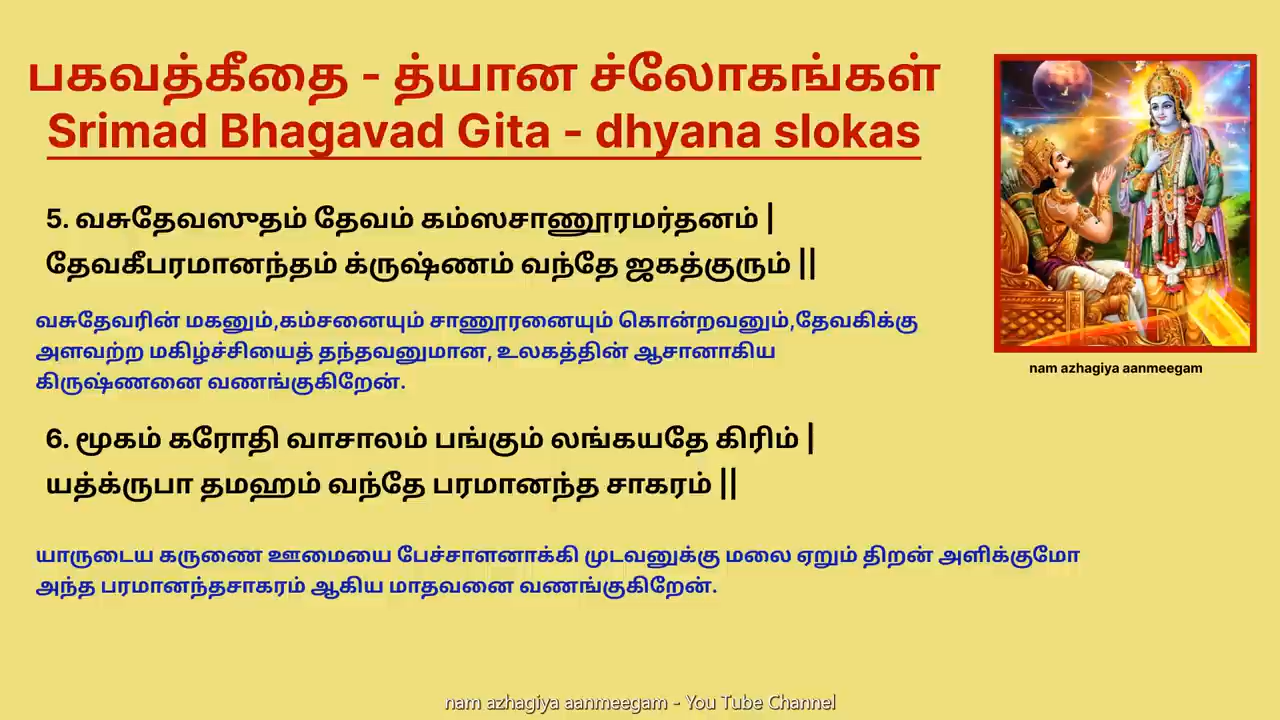 பகவத்கீதை - த்யான ச்லோகங்கள்
Srimad Bhagavad Gita - dhyana slokas
5. வசுதேவஸுதம் தேவம் கம்ஸசாணூரமர்தனம் |
தேவகீபரமானந்தம் க்ருஷ்ணம் வந்தே ஜகத்குரும் ||
வசுதேவரின் மகனும்,கம்சனையும் சாணூரனையும் கொன்றவனும்,தேவகிக்கு
அளவற்ற மகிழ்ச்சியைத் தந்தவனுமான, உலகத்தின் ஆசானாகிய
கிருஷ்ணனை வணங்குகிறேன்.
6. மூகம் கரோதி வாசாலம் பங்கும் லங்கயதே கிரிம் |
யத்க்ருபா தமஹம் வந்தே பரமானந்த சாகரம் ||
யாருடைய கருணை ஊமையை பேச்சாளனாக்கி முடவனுக்கு மலை ஏறும் திறன் அளிக்குமோ
அந்த பரமானந்தசாகரம் ஆகிய மாதவனை வணங்குகிறேன்.
nam azhagiya aanmeegam
nam azhagiya aanmeegam - You Tube Channel